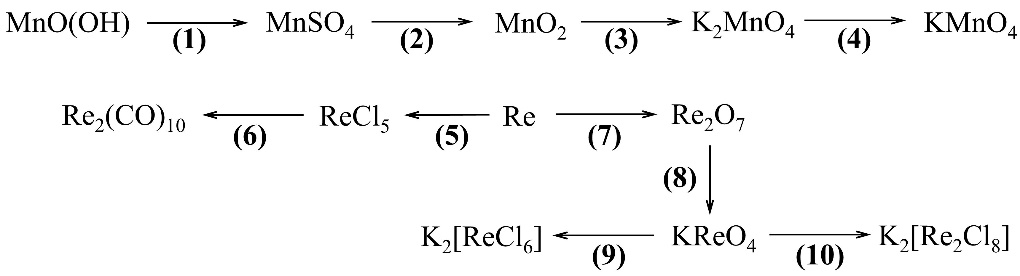 MnO(OH) (1) MnSO₄ (2) MnO₂ (3) K₂MnO₄ (4) KMnO₄
Re₂(CO)₁₀ (6) ReCl₅ (5) Re (7) Re₂O₇
(8)
K₂[ReCl₆] (9) KReO₄ (10) K₂[Re₂Cl₈]